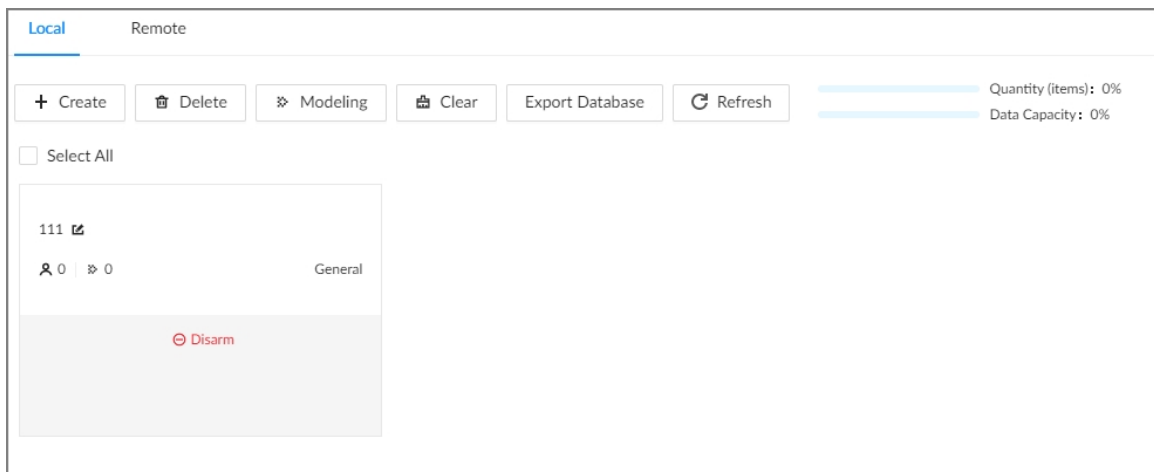 Local Remote
Create Delete Modeling Clear Export Database Refresh Quantity (items): 0%
Data Capacity: 0%
Select All
111
0 0 General
Disarm